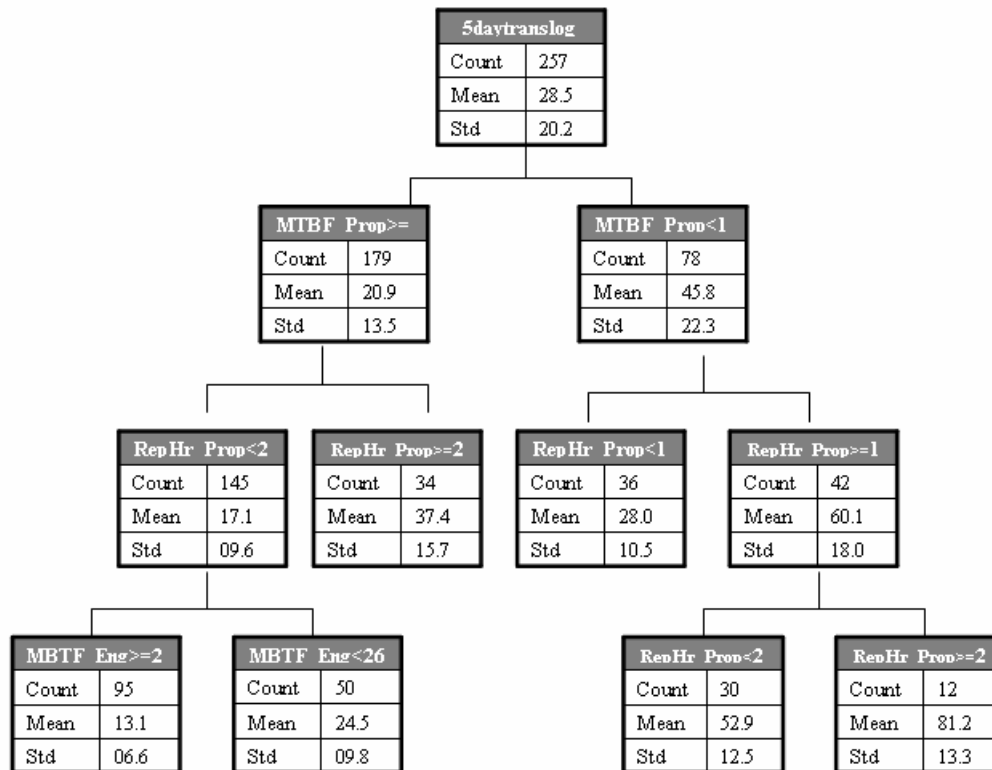 5daytranslog
Count 257
Mean 28.5
Std 20.2
MTBF Prop>=
Count 179
Mean 20.9
Std 13.5
MTBF Prop<1
Count 78
Mean 45.8
Std 22.3
RepHr Prop<2
Count 145
Mean 17.1
Std 09.6
RepHr Prop>=2
Count 34
Mean 37.4
Std 15.7
RepHr Prop<1
Count 36
Mean 28.0
Std 10.5
RepHr Prop>=1
Count 42
Mean 60.1
Std 18.0
MBTF Eng>=2
Count 95
Mean 13.1
Std 06.6
MBTF Eng<26
Count 50
Mean 24.5
Std 09.8
RepHr Prop<2
Count 30
Mean 52.9
Std 12.5
RepHr Prop>=2
Count 12
Mean 81.2
Std 13.3